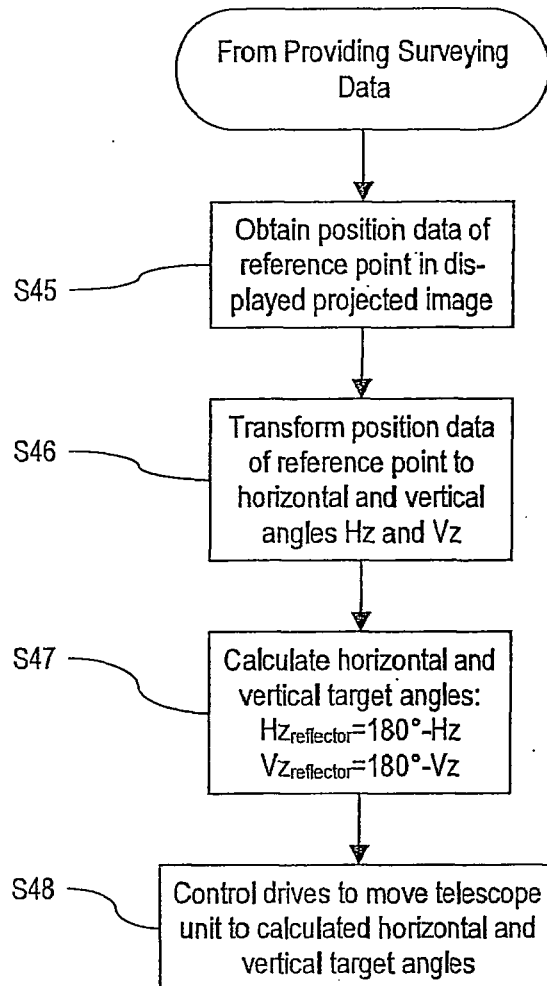 From Providing Surveying
Data
S45
Obtain position data of
reference point in dis-
played projected image
S46
Transform position data
of reference point to
horizontal and vertical
angles Hz and Vz
S47
Calculate horizontal and
vertical target angles:
Hzreflector=180°-Hz
Vzreflector=180°-Vz
S48
Control drives to move telescope
unit to calculated horizontal and
vertical target angles